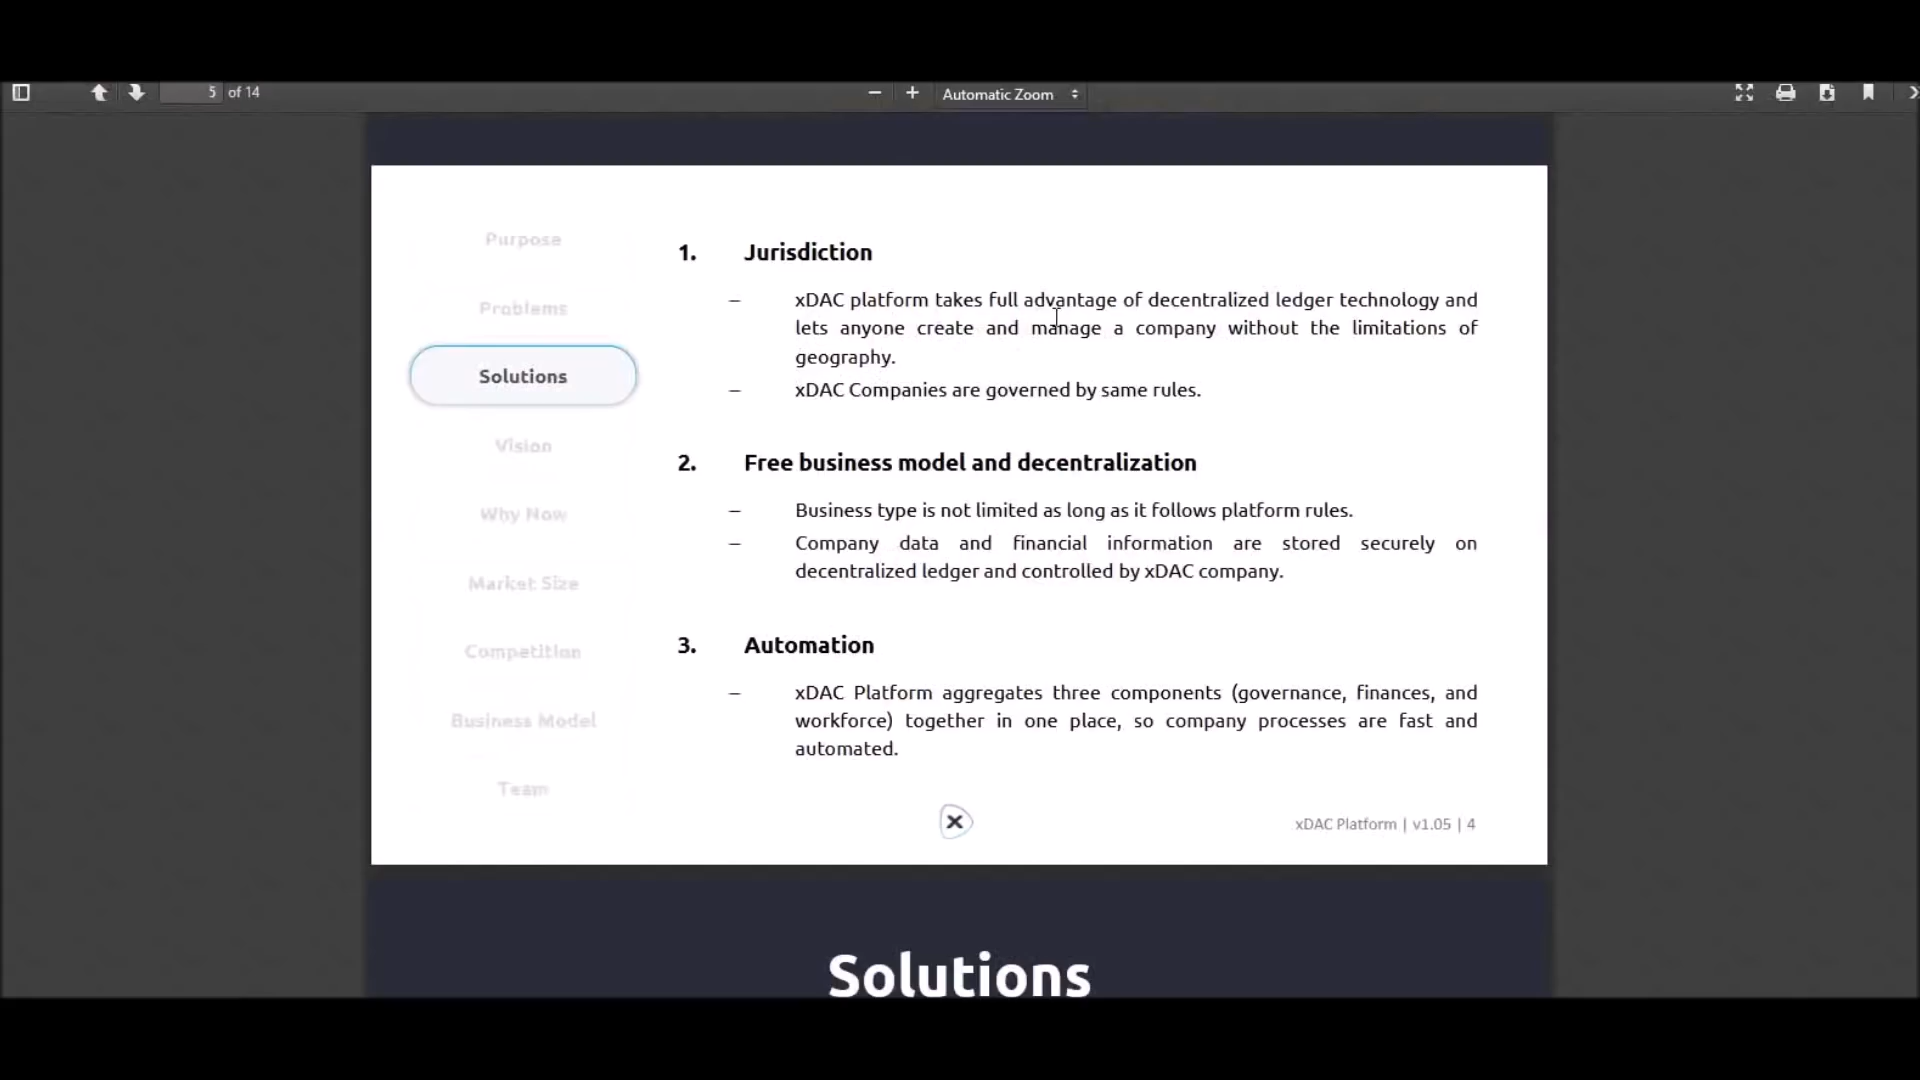 5 of 14
Automatic Zoom
Purpose
Problems
Solutions
Vision
Why Now
Market Size
Competition
Business Model
Team
1. Jurisdiction
– xDAC platform takes full advantage of decentralized ledger technology and
lets anyone create and manage a company without the limitations of
geography.
– xDAC Companies are governed by same rules.
2. Free business model and decentralization
– Business type is not limited as long as it follows platform rules.
– Company data and financial information are stored securely on
decentralized ledger and controlled by xDAC company.
3. Automation
– xDAC Platform aggregates three components (governance, finances, and
workforce) together in one place, so company processes are fast and
automated.
xDAC Platform | v1.05 | 4
Solutions